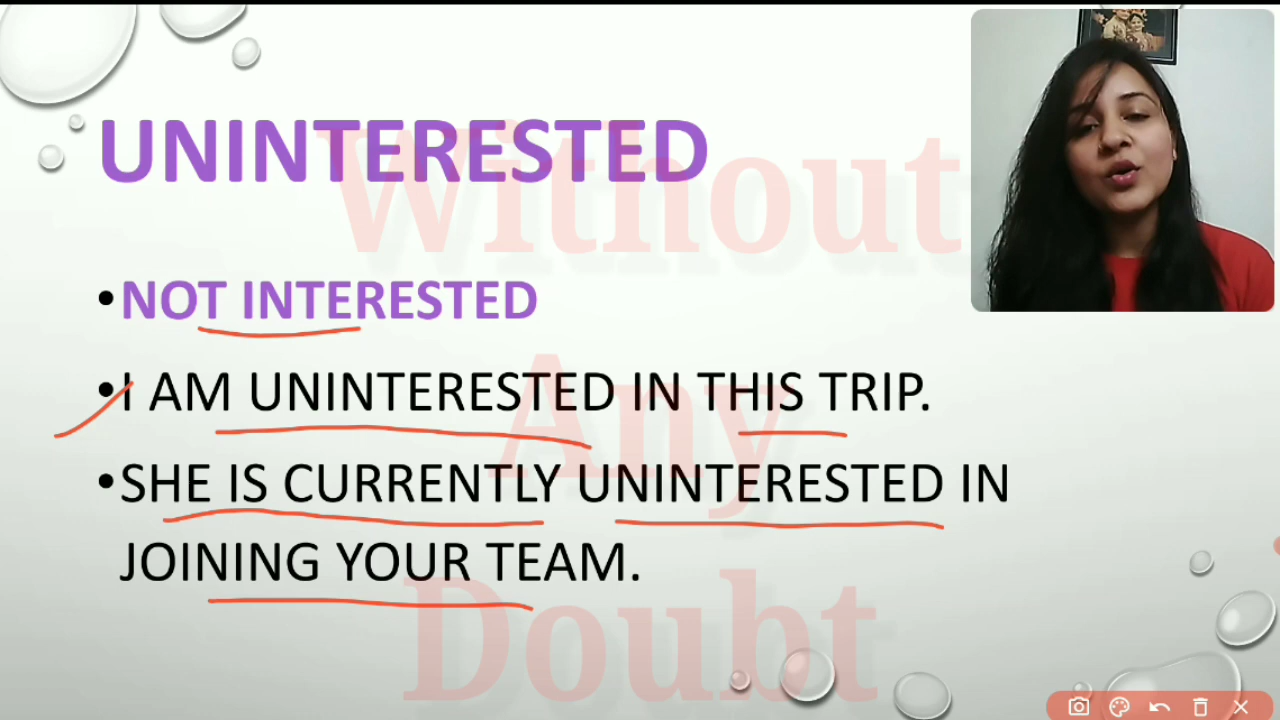 UNINTERESTED
•NOT INTERESTED
•I AM UNINTERESTED IN THIS TRIP.
•SHE IS CURRENTLY UNINTERESTED IN
JOINING YOUR TEAM.
Without
Any
Doubt